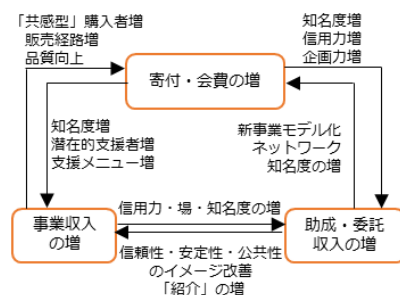 「共感型」購入者増
販売経路増
品質向上
知名度増
信用力増
企画力増
寄付・会費の増
知名度増
潜在的支援者増
支援メニュー増
新事業モデル化
ネットワーク
知名度の増
事業収入
の増
信用力・場・知名度の増
助成・委託
収入の増
信頼性・安定性・公共性
のイメージ改善
「紹介」の増